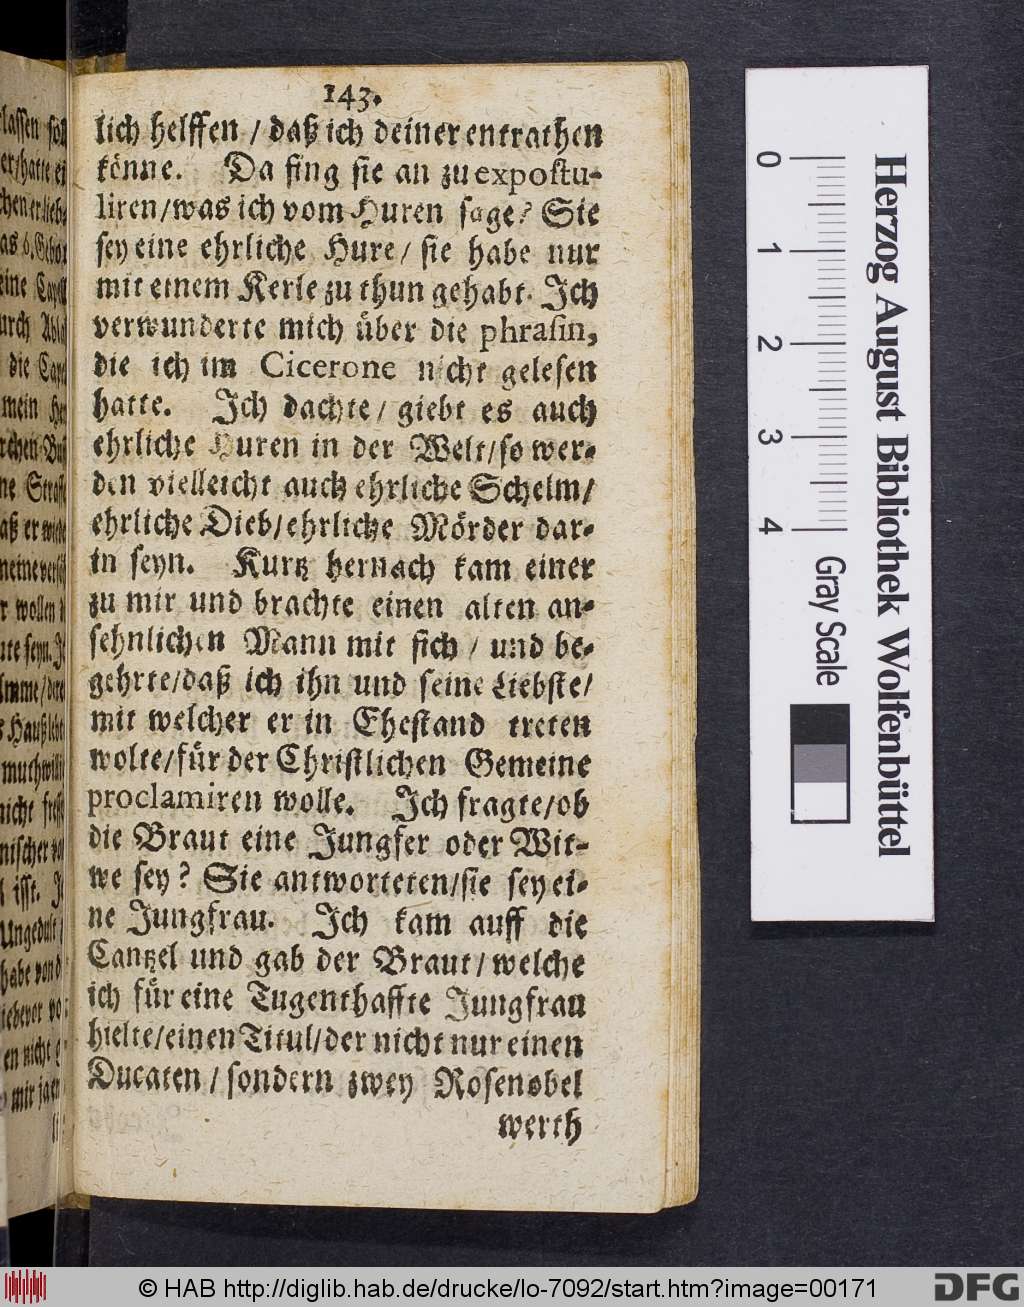 143.
lich helffen / daß ich deiner entrathen
könne. Da fing sie an zu expostu-
liren/was ich vom Huren sage? Sie
sey eine ehrliche Hure/ sie habe nur
mit einem Kerle zu thun gehabt. Ich
verwunderte mich über die phrasin,
die ich im Cicerone nicht gelesen
hatte. Ich dachte/ giebt es auch
ehrliche Huren in der Welt/so wer-
den vielleicht auch ehrliche Schelm/
ehrliche Dieb/ehrliche Mörder dar-
in seyn. Kurtz hernach kam einer
zu mir und brachte einen alten an-
sehnlichen Mann mit sich / und be-
gehrte/daß ich ihn und seine Liebste/
mit welcher er in Ehestand treten
wolte/für der Christlichen Gemeine
proclamiren wolle. Ich fragte/ob
die Braut eine Jungfer oder Wit-
we sey? Sie antworteten/sie sey ei-
ne Jungfrau. Ich kam auff die
Cantzel und gab der Braut/welche
ich für eine Tugenthaffte Jungfrau
hielte/einen Titul/der nicht nur einen
Ducaten / sondern zwey Rosenobel
werth
0 1 2 3 4
Herzog August Bibliothek Wolfenbüttel
Gray Scale
© HAB http://diglib.hab.de/drucke/lo-7092/start.htm?image=00171
DFG